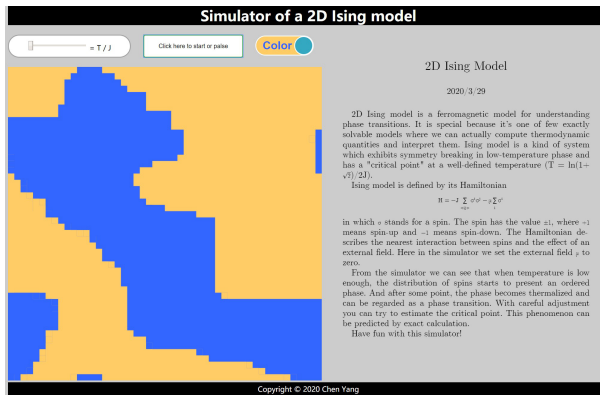 Simulator of a 2D Ising model
= T / J
Click here to start or palse
Color
2D Ising Model
2020/3/29
2D Ising model is a ferromagnetic model for understanding
phase transitions. It is special because it's one of few exactly
solvable models where we can actually compute thermodynamic
quantities and interpret them. Ising model is a kind of system
which exhibits symmetry breaking in low-temperature phase and
has a "critical point" at a well-defined temperature (T = ln(1+
√2)/2J).
Ising model is defined by its Hamiltonian
in which σ stands for a spin. The spin has the value ±1, where +1
means spin-up and −1 means spin-down. The Hamiltonian de-
scribes the nearest interaction between spins and the effect of an
external field. Here in the simulator we set the external field μ to
zero.
From the simulator we can see that when temperature is low
enough, the distribution of spins starts to present an ordered
phase. And after some point, the phase becomes thermalized and
can be regarded as a phase transition. With careful adjustment
you can try to estimate the critical point. This phenomenon can
be predicted by exact calculation.
Have fun with this simulator!
Copyright © 2020 Chen Yang